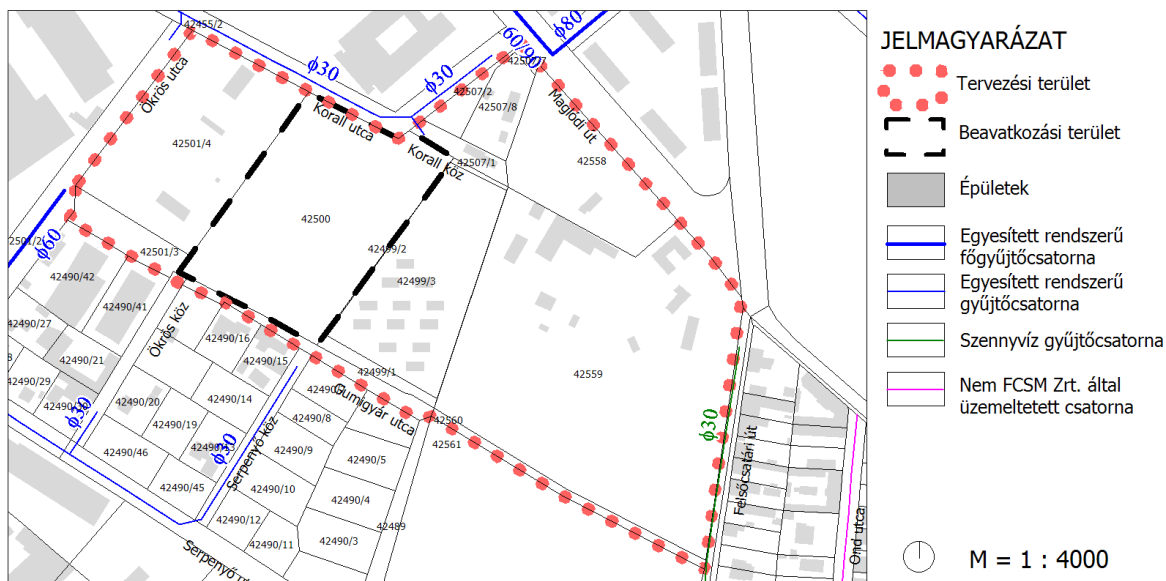 42455/2
Ökrös utca
ϕ30
60/90
ϕ80
ϕ30
42507/2
42507/8
Maglódi út
42558
Korall utca
Korall köz
42507/1
42501/4
42500
42499/2
42499/3
42501/3
ϕ60
42490/42
42490/41
42490/27
42490/21
42490/29
Ökrös köz
42490/16
42490/15
42499/1
Gumigyár utca
42490/14
42490/20
42490/19
42490/8
42490/9
42490/5
42490/46
42490/45
42490/10
42490/4
42490/12
42490/11
42490/3
42489
ϕ30
ϕ30
Serpenyő köz
42560
42561
42559
ϕ30
Felsőcsatári út
Ond utca
JELMAGYARÁZAT
Tervezési terület
Beavatkozási terület
Épületek
Egyesített rendszerű
főgyűjtőcsatorna
Egyesített rendszerű
gyűjtőcsatorna
Szennyvíz gyűjtőcsatorna
Nem FCSM Zrt. által
üzemeltetett csatorna
M = 1 : 4000